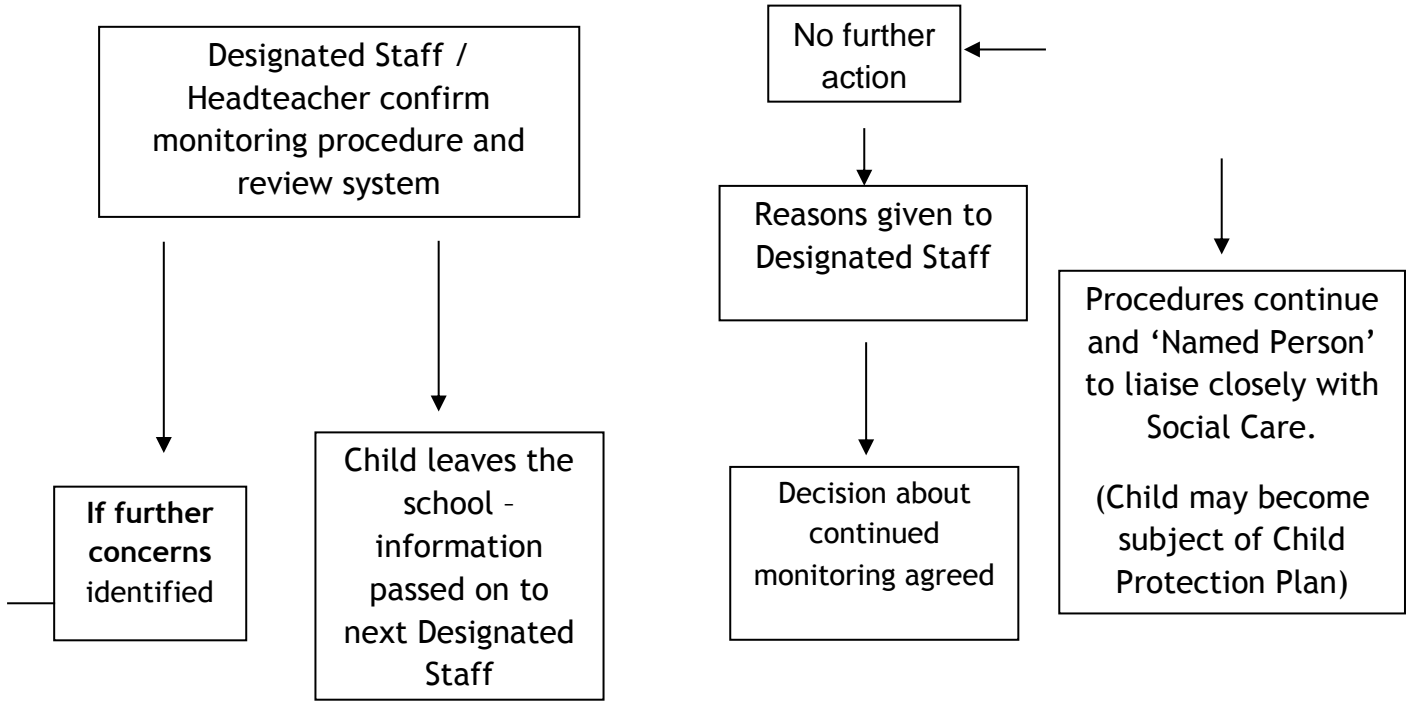 Designated Staff /
Headteacher confirm
monitoring procedure and
review system
If further
concerns
identified
Child leaves the
school –
information
passed on to
next Designated
Staff
No further
action
Reasons given to
Designated Staff
Decision about
continued
monitoring agreed
Procedures continue
and ‘Named Person’
to liaise closely with
Social Care.
(Child may become
subject of Child
Protection Plan)